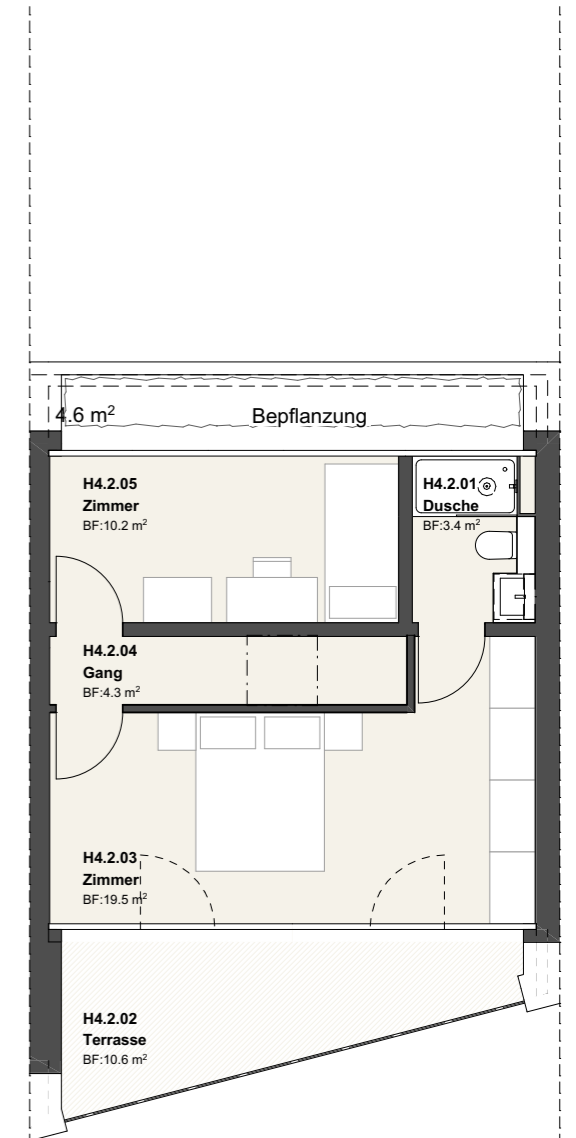 4.6 m²
Bepflanzung
H4.2.05
Zimmer
BF:10.2 m²
H4.2.01
Dusche
BF:3.4 m²
H4.2.04
Gang
BF:4.3 m²
H4.2.03
Zimmer
BF:19.5 m²
H4.2.02
Terrasse
BF:10.6 m²